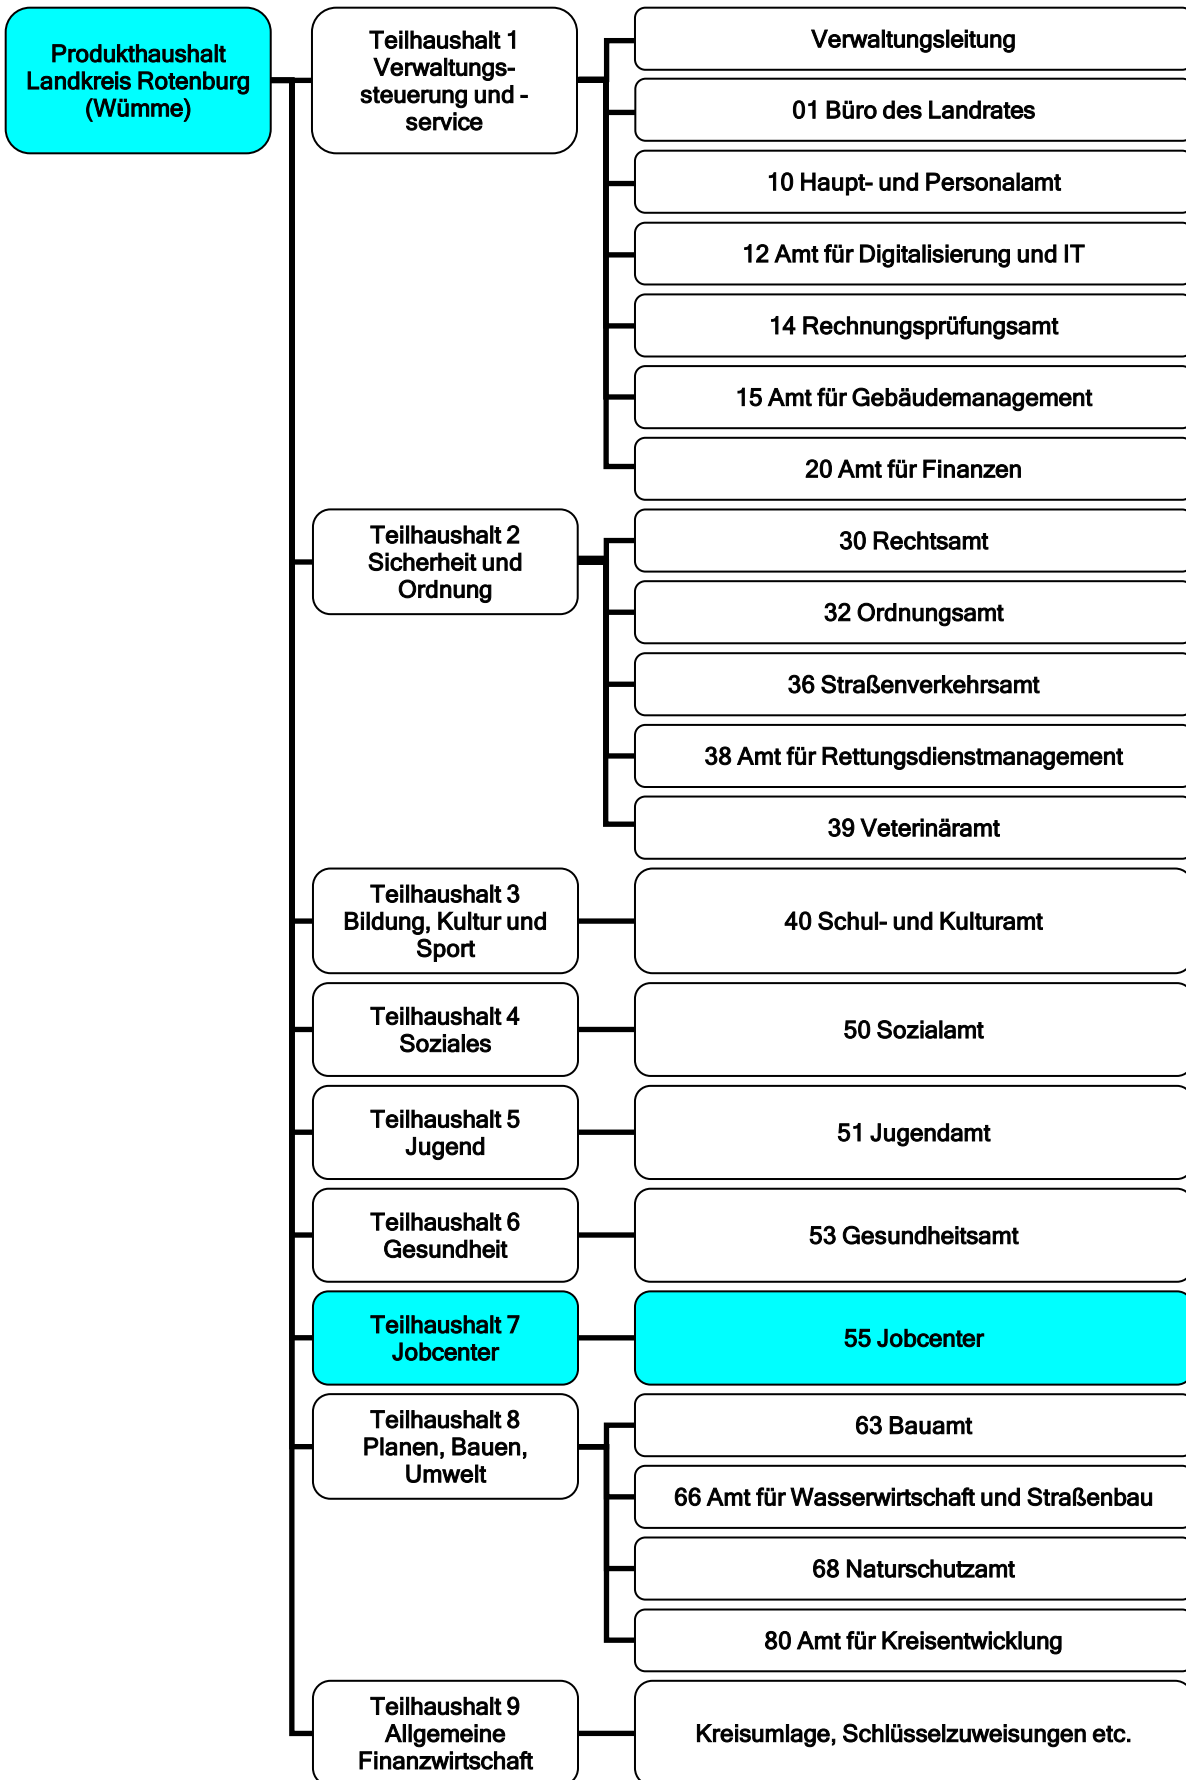 Produkthaushalt
Landkreis Rotenburg
(Wümme)
Teilhaushalt 1
Verwaltungs-
steuerung und -
service
Verwaltungsleitung
01 Büro des Landrates
10 Haupt- und Personalamt
12 Amt für Digitalisierung und IT
14 Rechnungsprüfungsamt
15 Amt für Gebäudemanagement
20 Amt für Finanzen
Teilhaushalt 2
Sicherheit und
Ordnung
30 Rechtsamt
32 Ordnungsamt
36 Straßenverkehrsamt
38 Amt für Rettungsdienstmanagement
39 Veterinäramt
Teilhaushalt 3
Bildung, Kultur und
Sport
40 Schul- und Kulturamt
Teilhaushalt 4
Soziales
50 Sozialamt
Teilhaushalt 5
Jugend
51 Jugendamt
Teilhaushalt 6
Gesundheit
53 Gesundheitsamt
Teilhaushalt 7
Jobcenter
55 Jobcenter
Teilhaushalt 8
Planen, Bauen,
Umwelt
63 Bauamt
66 Amt für Wasserwirtschaft und Straßenbau
68 Naturschutzamt
80 Amt für Kreisentwicklung
Teilhaushalt 9
Allgemeine
Finanzwirtschaft
Kreisumlage, Schlüsselzuweisungen etc.